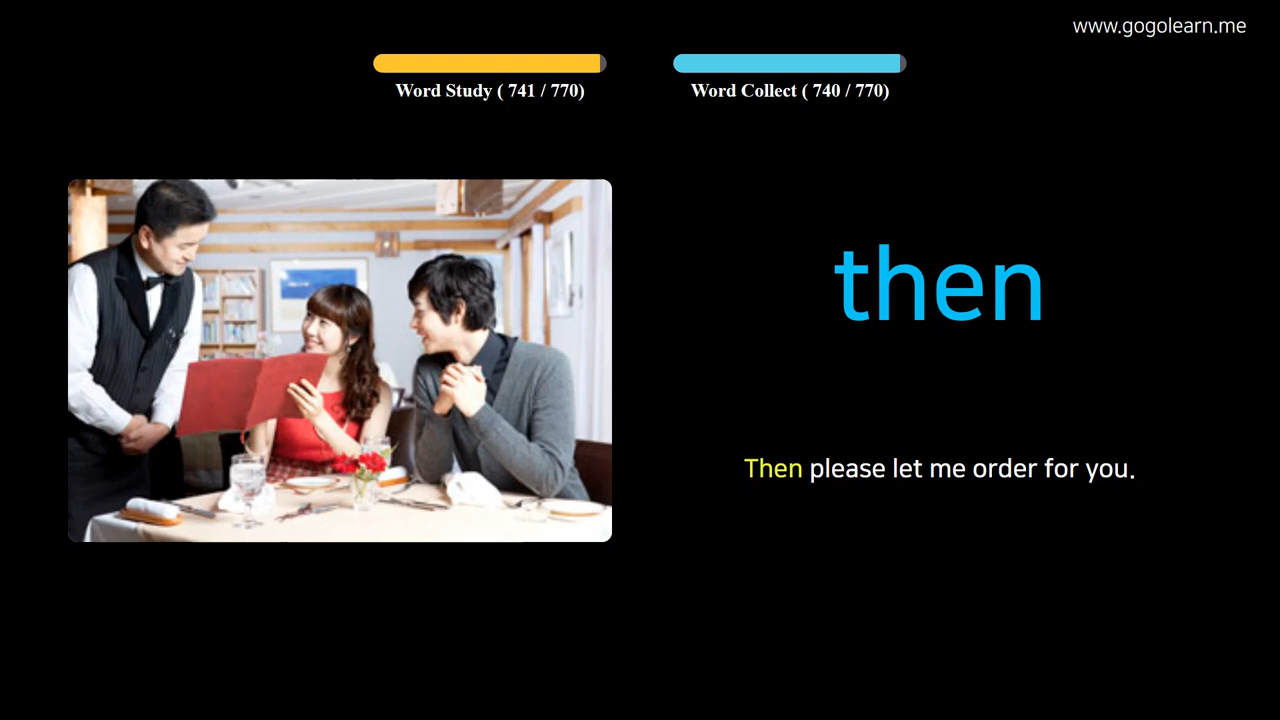 www.gogolearn.me
Word Study ( 741 / 770)
Word Collect ( 740 / 770)
then
Then please let me order for you.